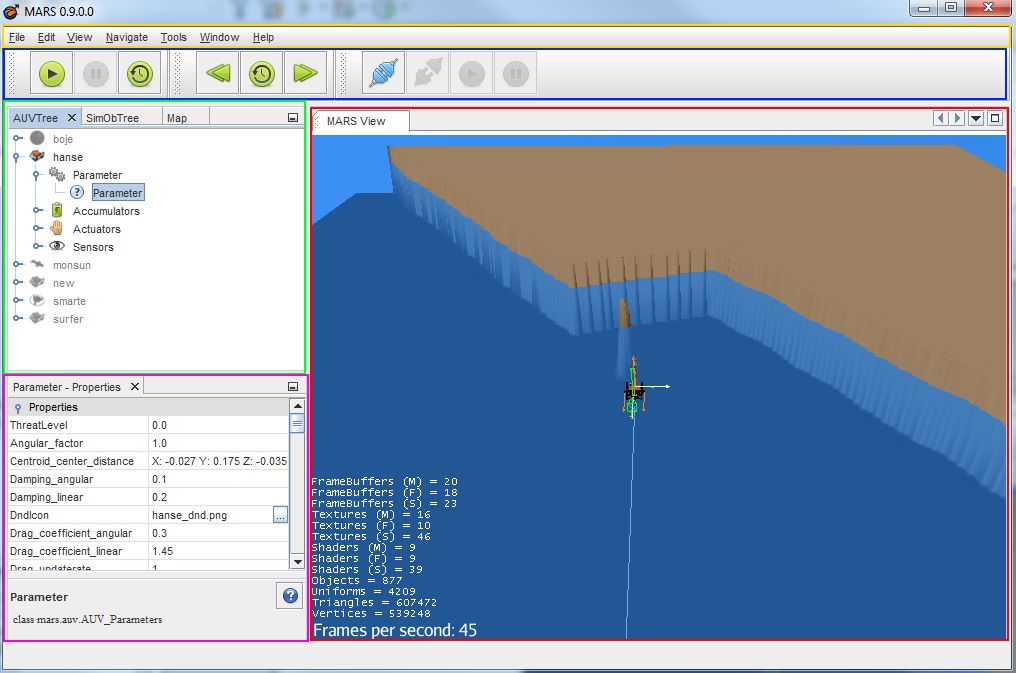 MARS 0.9.0.0
File Edit View Navigate Tools Window Help
AUVTree SimObTree Map
boje
hanse
Parameter
Parameter
Accumulators
Actuators
Sensors
monsun
new
smarte
surfer
Parameter - Properties
Properties
ThreatLevel 0.0
Angular_factor 1.0
Centroid_center_distance X: -0.027 Y: 0.175 Z: -0.035
Damping_angular 0.1
Damping_linear 0.2
DndIcon hanse_dnd.png ...
Drag_coefficient_angular 0.3
Drag_coefficient_linear 1.45
Drag_updaterate 1
Parameter
class mars.auv.AUV_Parameters
MARS View
FrameBuffers (M) = 20
FrameBuffers (F) = 18
FrameBuffers (S) = 23
Textures (M) = 16
Textures (F) = 10
Textures (S) = 46
Shaders (M) = 9
Shaders (F) = 9
Shaders (S) = 39
Objects = 877
Uniforms = 4209
Triangles = 607472
Vertices = 539248
Frames per second: 45